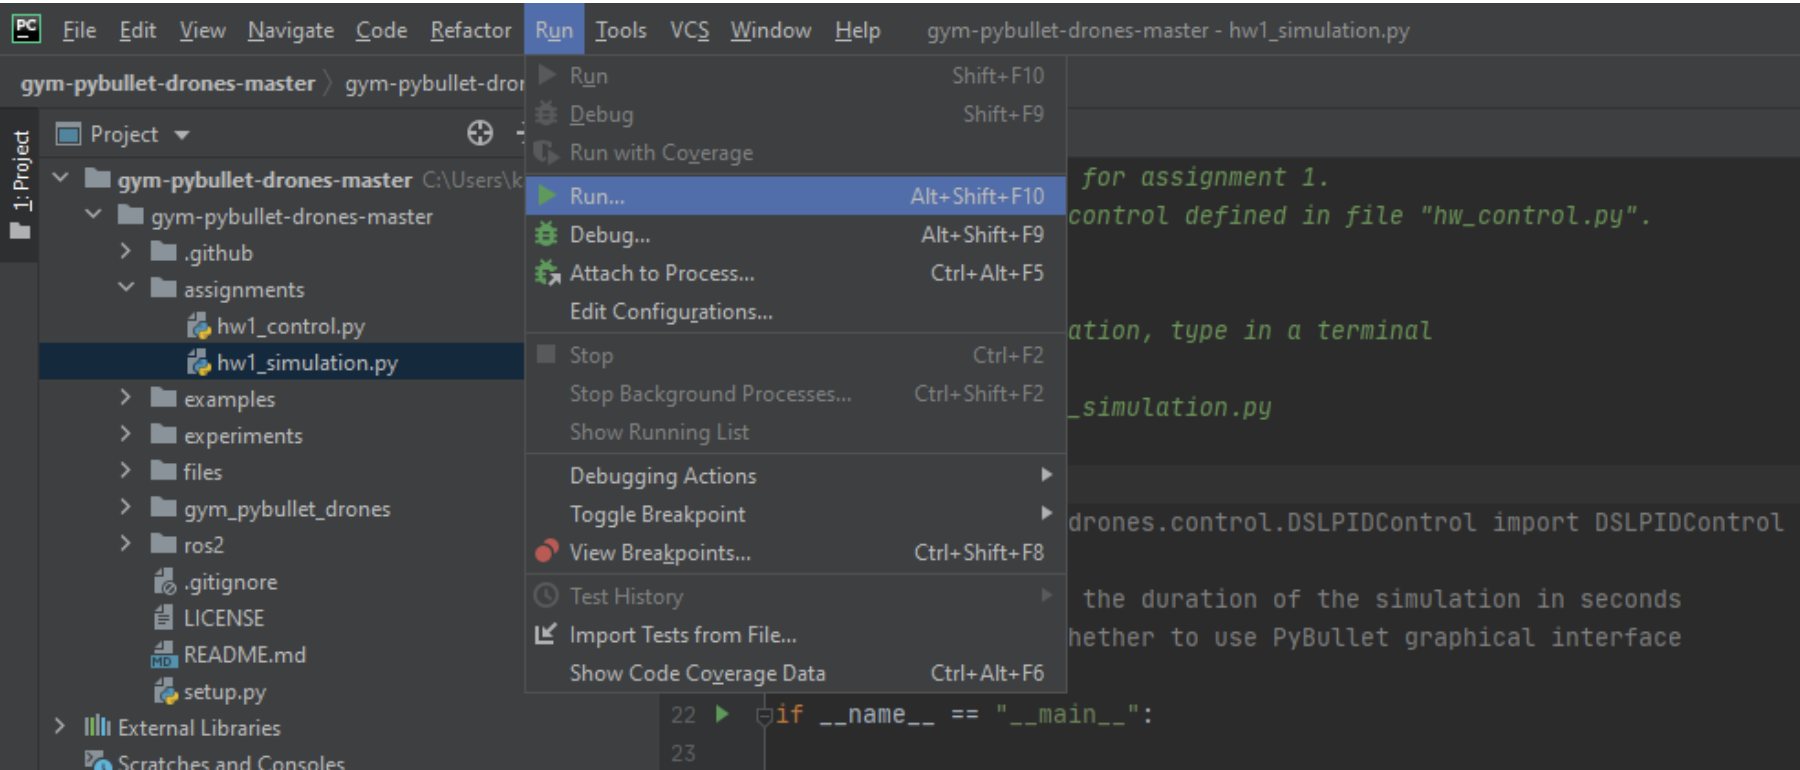 PC File Edit View Navigate Code Refactor Run Tools VCS Window Help gym-pybullet-drones-master - hw1_simulation.py
gym-pybullet-drones-master gym-pybullet-dro
1: Project
Project
gym-pybullet-drones-master C:\Users\k
gym-pybullet-drones-master
.github
assignments
hw1_control.py
hw1_simulation.py
examples
experiments
files
gym_pybullet_drones
ros2
.gitignore
LICENSE
MD README.md
setup.py
External Libraries
Scratches and Consoles
Run Shift+F10
Debug Shift+F9
Run with Coverage
Run... Alt+Shift+F10
Debug... Alt+Shift+F9
Attach to Process... Ctrl+Alt+F5
Edit Configurations...
Stop Ctrl+F2
Stop Background Processes... Ctrl+Shift+F2
Show Running List
Debugging Actions
Toggle Breakpoint
View Breakpoints... Ctrl+Shift+F8
Test History
Import Tests from File...
Show Code Coverage Data Ctrl+Alt+F6
for assignment 1.
control defined in file "hw_control.py".
ation, type in a terminal
_simulation.py
drones.control.DSLPIDControl import DSLPIDControl
the duration of the simulation in seconds
hether to use PyBullet graphical interface
22 if __name__ == "__main__":
23